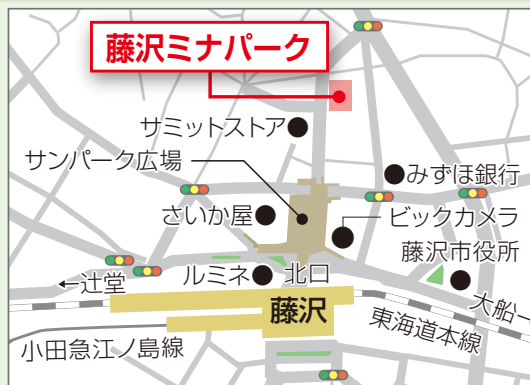 藤沢ミナパーク
サミットストア
サンパーク広場
みずほ銀行
さいか屋
ビックカメラ
藤沢市役所
←辻堂
ルミネ
北口
大船→
藤沢
東海道本線
小田急江ノ島線